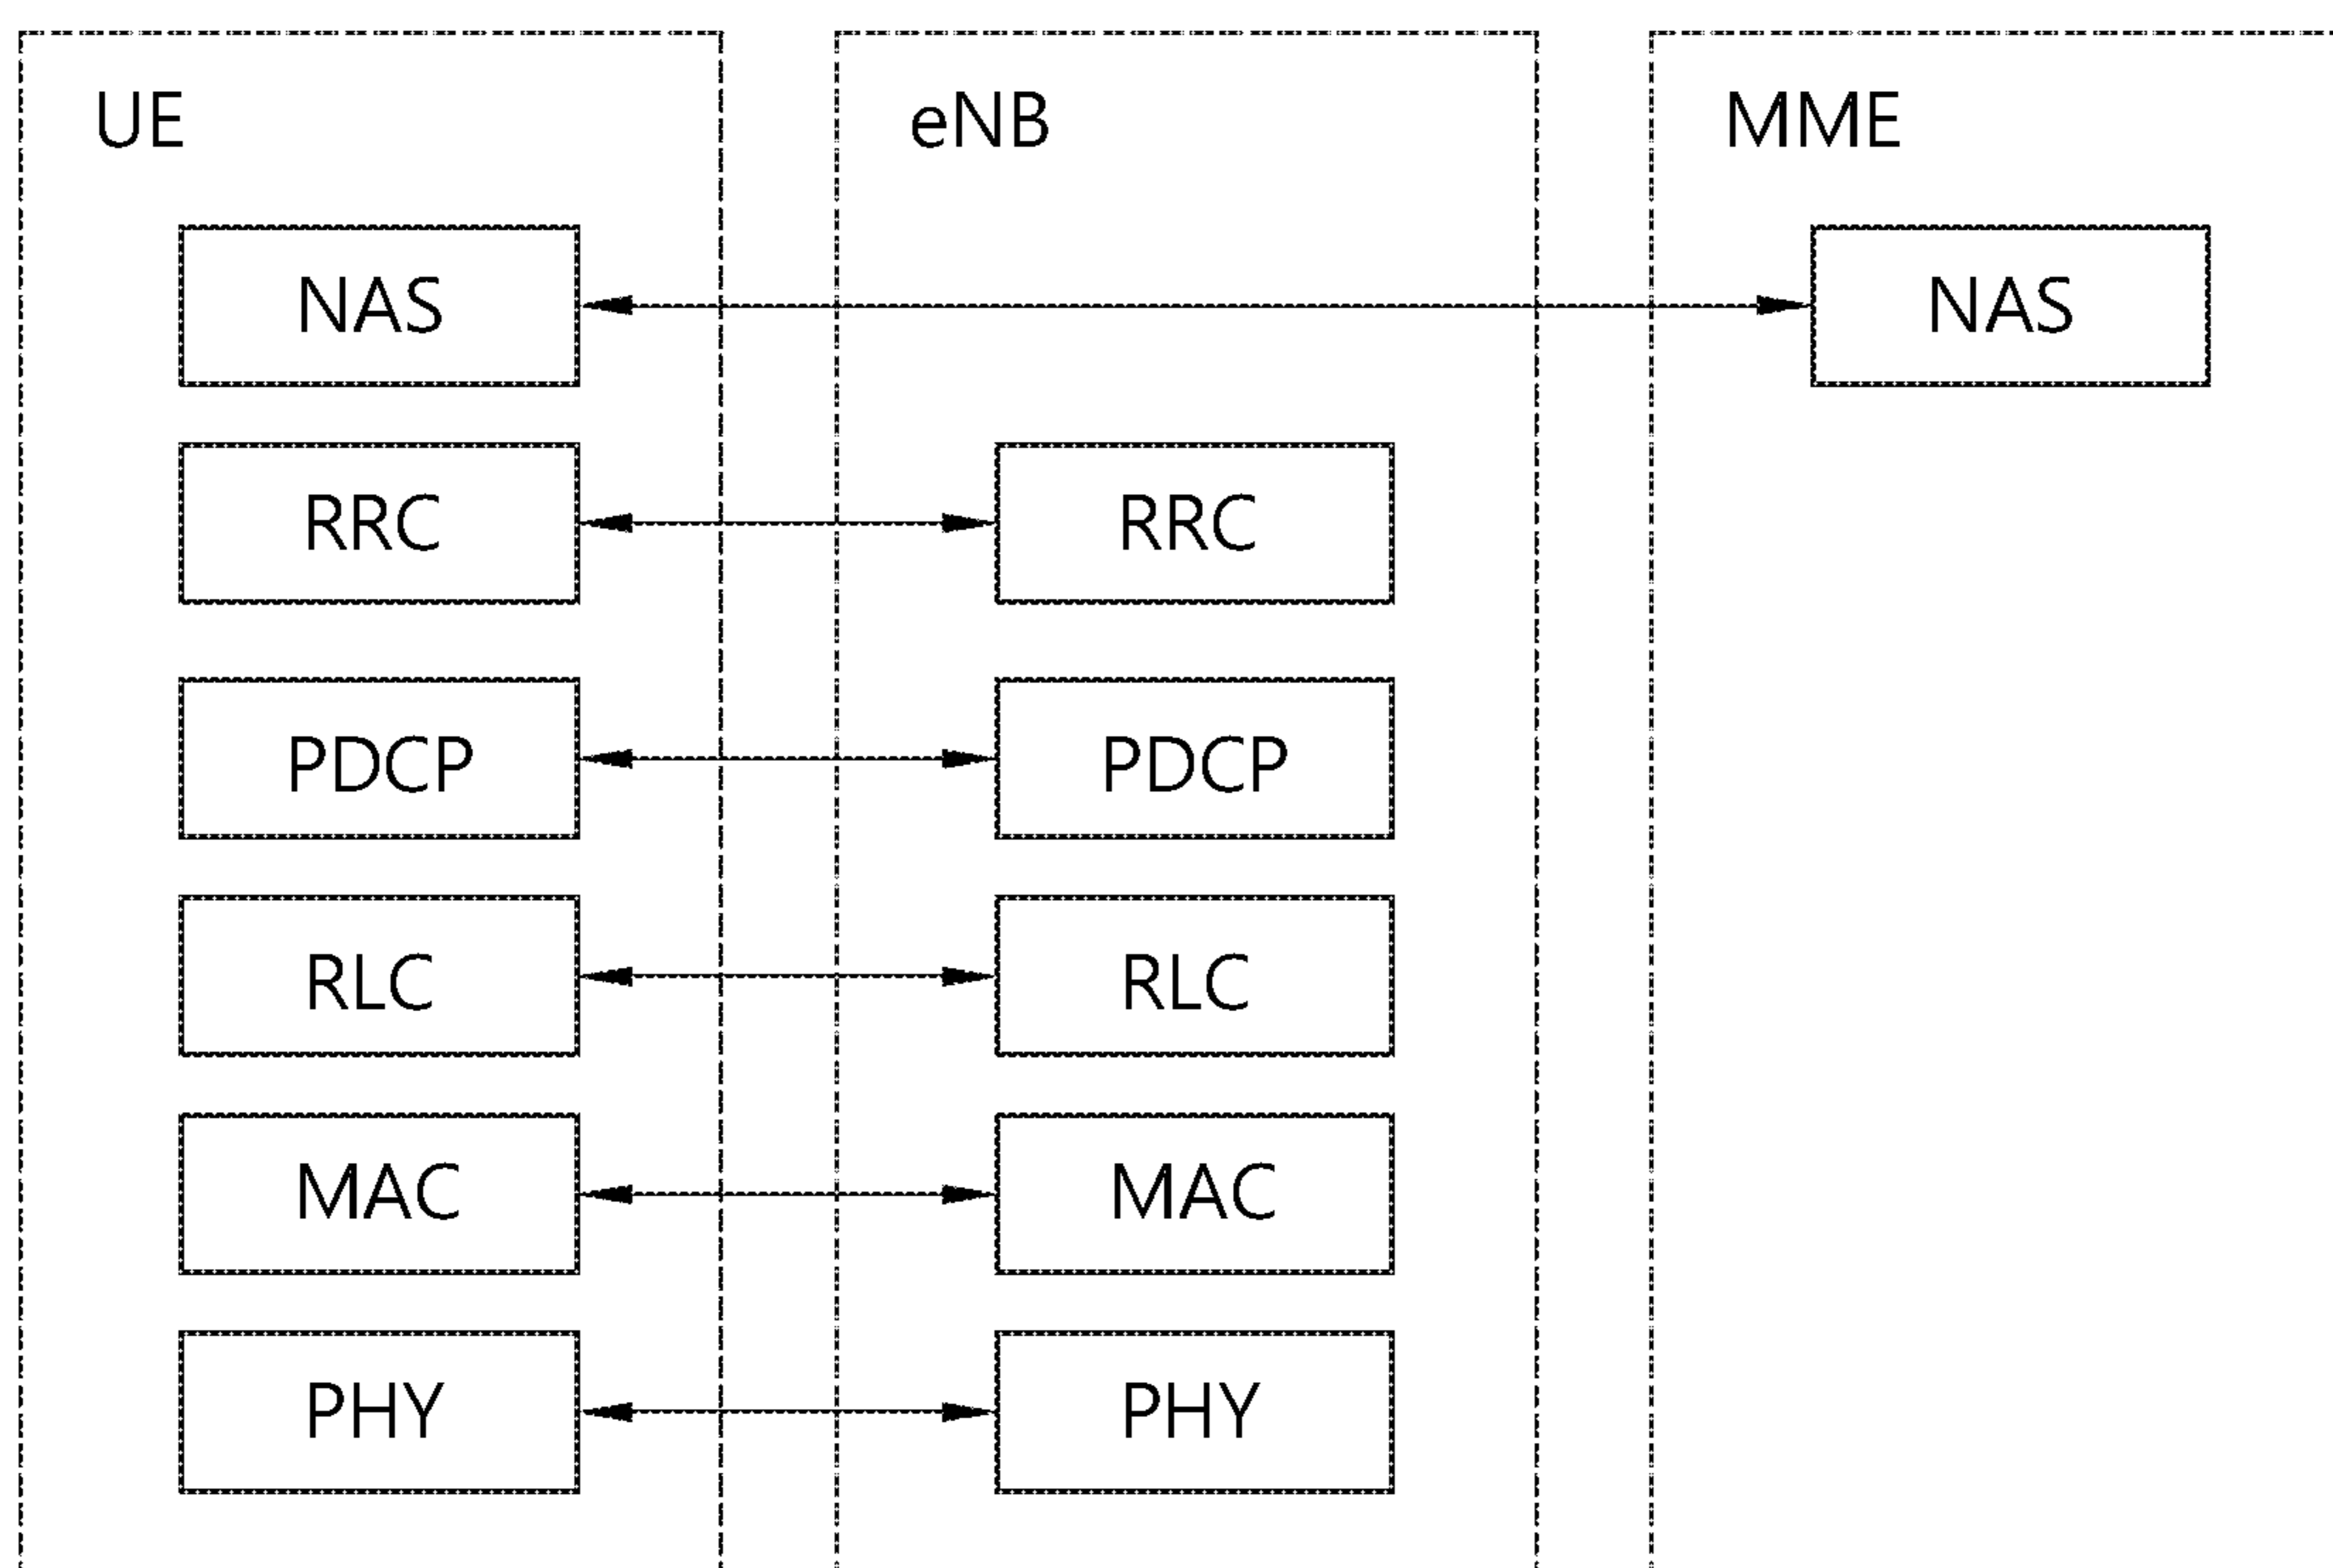 UE
eNB
MME
NAS
NAS
RRC
RRC
PDCP
PDCP
RLC
RLC
MAC
MAC
PHY
PHY